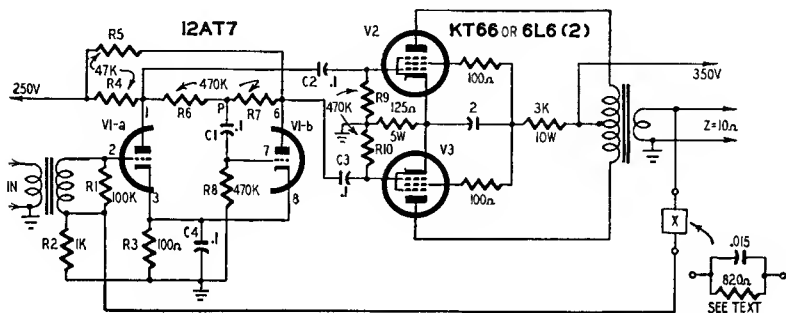 12AT7
KT66 OR 6L6 (2)
R5
V2
47K
470K
C2 .1
100Ω
250V
R4
350V
R6
P
R7
R9
1
6
470K
125Ω
2
3K
V1-a
C1 .1
V1-b
5W
10W
Z=10Ω
2
7
R10
V3
IN
R1
100K
3
R8
470K
8
C3
.1
100Ω
X
C4 .1
R2
1K
R3
100Ω
.015
820Ω
SEE TEXT